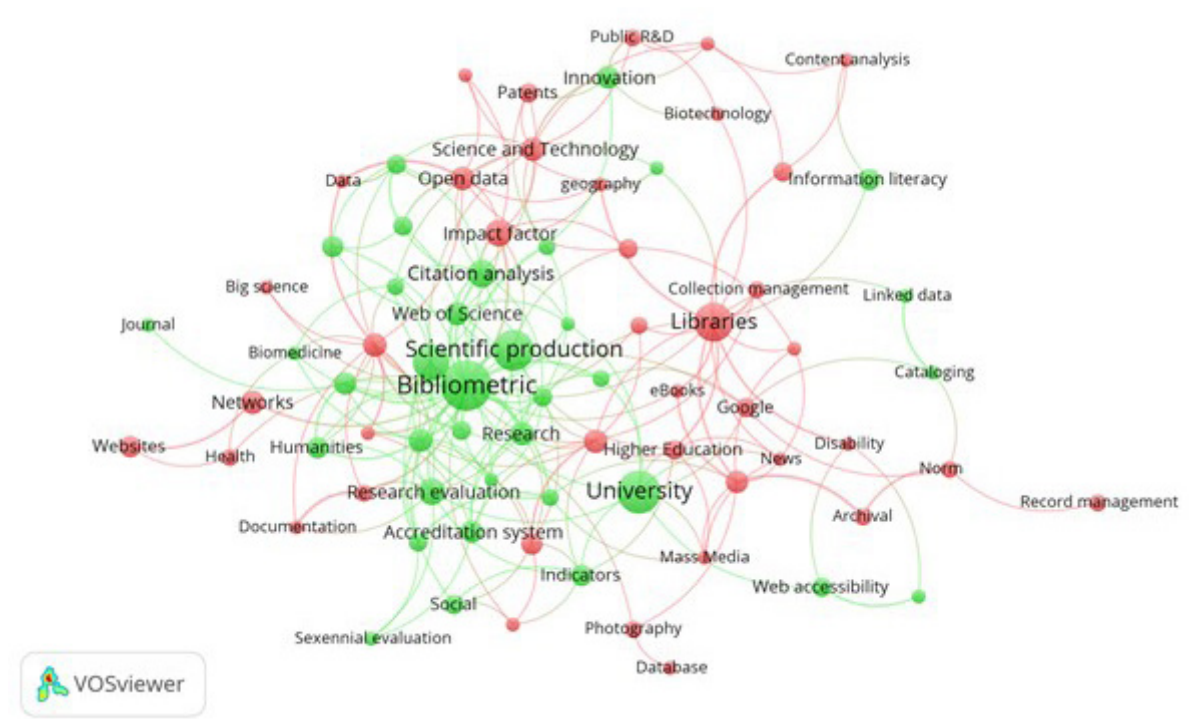 Public R&D
Content analysis
Innovation
Patents
Biotechnology
Science and Technology
Data
Open data
geography
Information literacy
Impact factor
Citation analysis
Big science
Collection management
Linked data
Web of Science
Libraries
Journal
Biomedicine
Scientific production
Cataloging
Bibliometric
eBooks
Networks
Google
Research
Websites
Humanities
Higher Education
Disability
Health
News
Norm
Research evaluation
University
Record management
Documentation
Accreditation system
Archival
Mass Media
Indicators
Web accessibility
Social
Photography
Sexennial evaluation
Database
VOSviewer